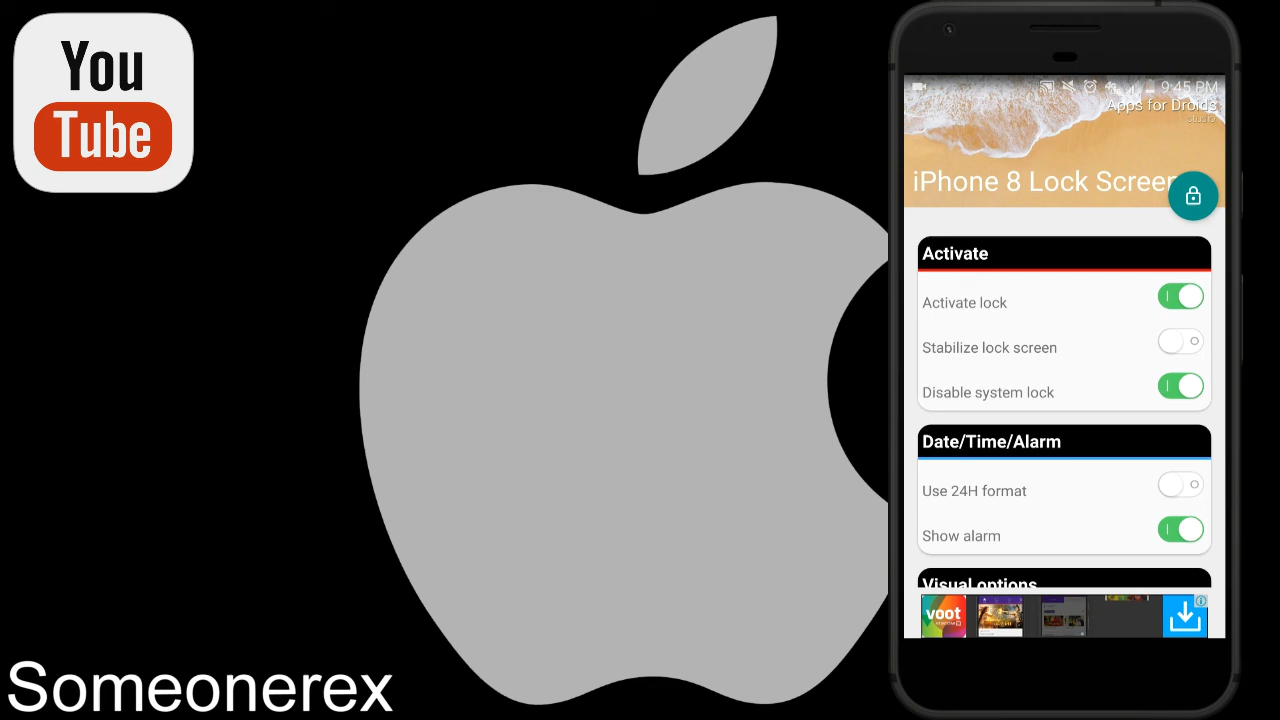 You
Tube
9:45 PM
Apps for Droids
studio
iPhone 8 Lock Screen
Activate
Activate lock
Stabilize lock screen
Disable system lock
Date/Time/Alarm
Use 24H format
Show alarm
Visual options
voot
Someonerex